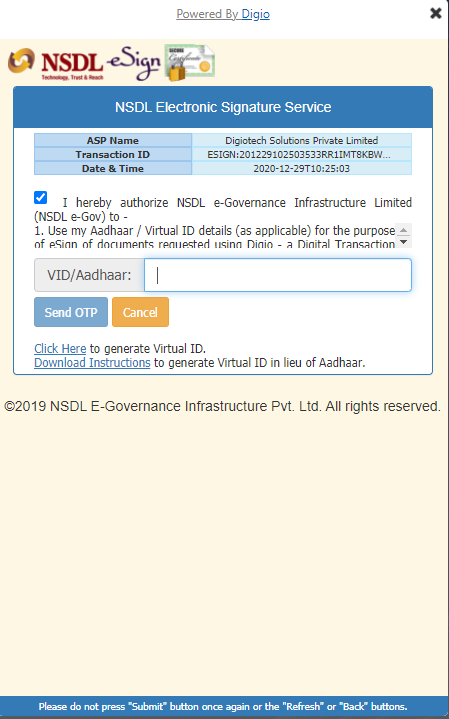 Powered By Digio
NSDL eSign
Technology, Trust & Reach
SECURE
Certificate
NSDL Electronic Signature Service
ASP Name Digiotech Solutions Private Limited
Transaction ID ESIGN:201229102503533RR1IMT8KBW...
Date & Time 2020-12-29T10:25:03
I hereby authorize NSDL e-Governance Infrastructure Limited
(NSDL e-Gov) to -
1. Use my Aadhaar / Virtual ID details (as applicable) for the purpose
of eSign of documents requested using Digio - a Digital Transaction
VID/Aadhaar:
Send OTP Cancel
Click Here to generate Virtual ID.
Download Instructions to generate Virtual ID in lieu of Aadhaar.
©2019 NSDL E-Governance Infrastructure Pvt. Ltd. All rights reserved.
Please do not press "Submit" button once again or the "Refresh" or "Back" buttons.